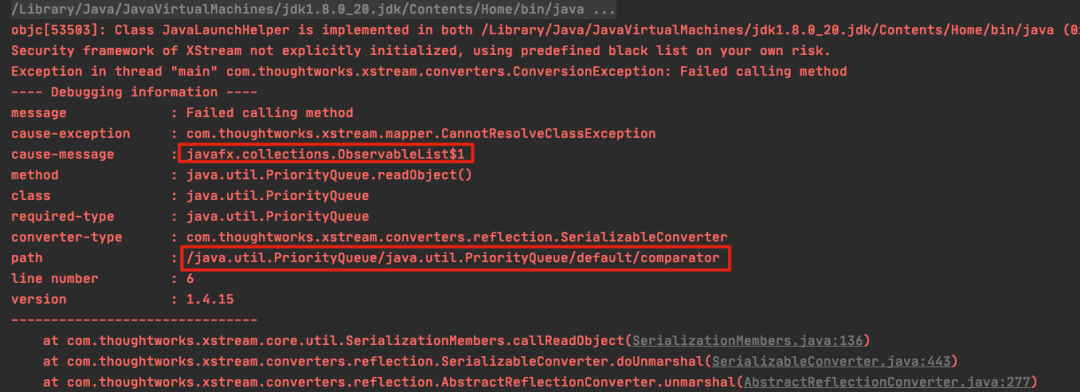 /Library/Java/JavaVirtualMachines/jdk1.8.0_20.jdk/Contents/Home/bin/java ...
objc[53503]: Class JavaLaunchHelper is implemented in both /Library/Java/JavaVirtualMachines/jdk1.8.0_20.jdk/Contents/Home/bin/java (0
Security framework of XStream not explicitly initialized, using predefined black list on your own risk.
Exception in thread "main" com.thoughtworks.xstream.converters.ConversionException: Failed calling method
---- Debugging information ----
message : Failed calling method
cause-exception : com.thoughtworks.xstream.mapper.CannotResolveClassException
cause-message : javafx.collections.ObservableList$1
method : java.util.PriorityQueue.readObject()
class : java.util.PriorityQueue
required-type : java.util.PriorityQueue
converter-type : com.thoughtworks.xstream.converters.reflection.SerializableConverter
path : /java.util.PriorityQueue/java.util.PriorityQueue/default/comparator
line number : 6
version : 1.4.15
-------------------------------
at com.thoughtworks.xstream.core.util.SerializationMembers.callReadObject(SerializationMembers.java:136)
at com.thoughtworks.xstream.converters.reflection.SerializableConverter.doUnmarshal(SerializableConverter.java:443)
at com.thoughtworks.xstream.converters.reflection.AbstractReflectionConverter.unmarshal(AbstractReflectionConverter.java:277)